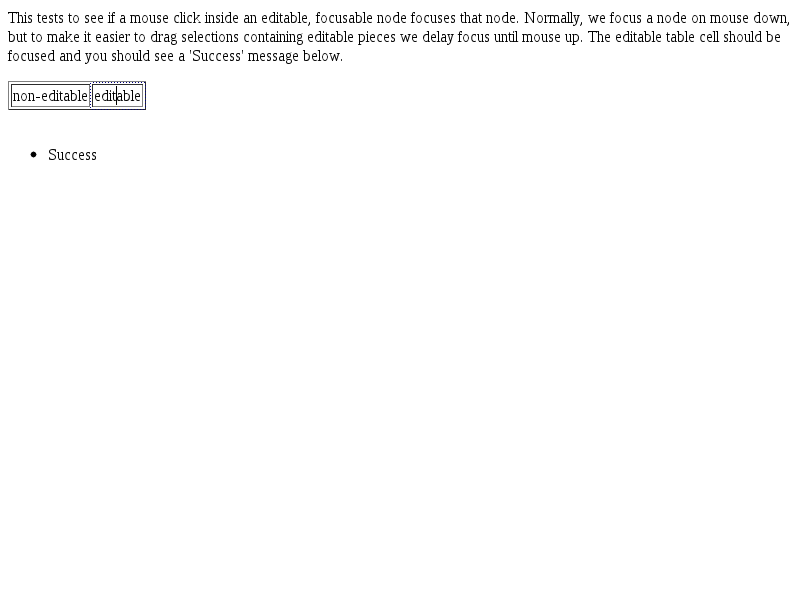 This tests to see if a mouse click inside an editable, focusable node focuses that node. Normally, we focus a node on mouse down,
but to make it easier to drag selections containing editable pieces we delay focus until mouse up. The editable table cell should be
focused and you should see a 'Success' message below.
non-editable editable
• Success